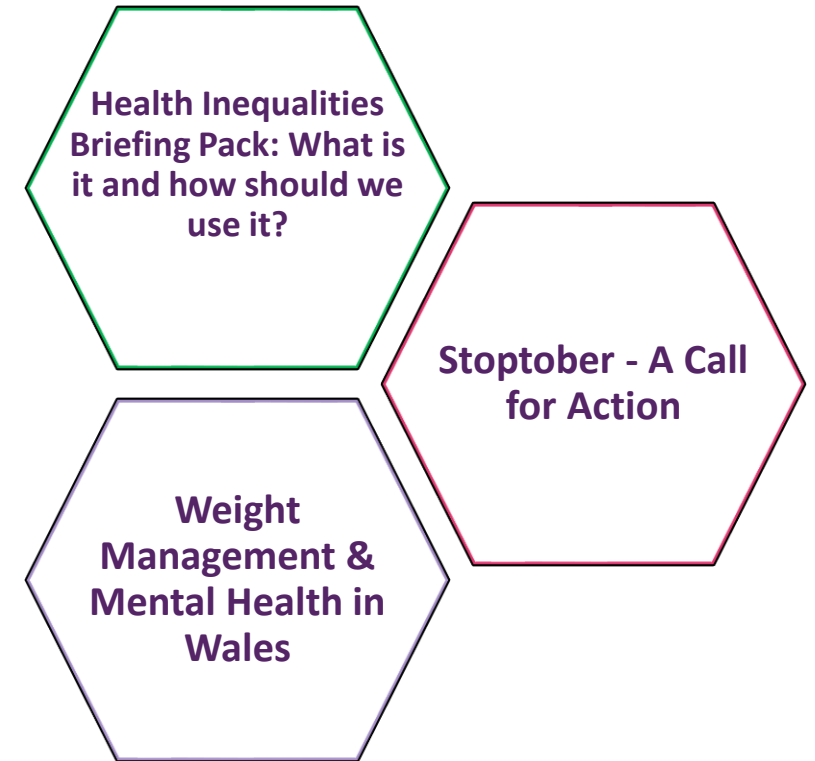 Health Inequalities
Briefing Pack: What is
it and how should we
use it?
Stoptober - A Call
for Action
Weight
Management &
Mental Health in
Wales